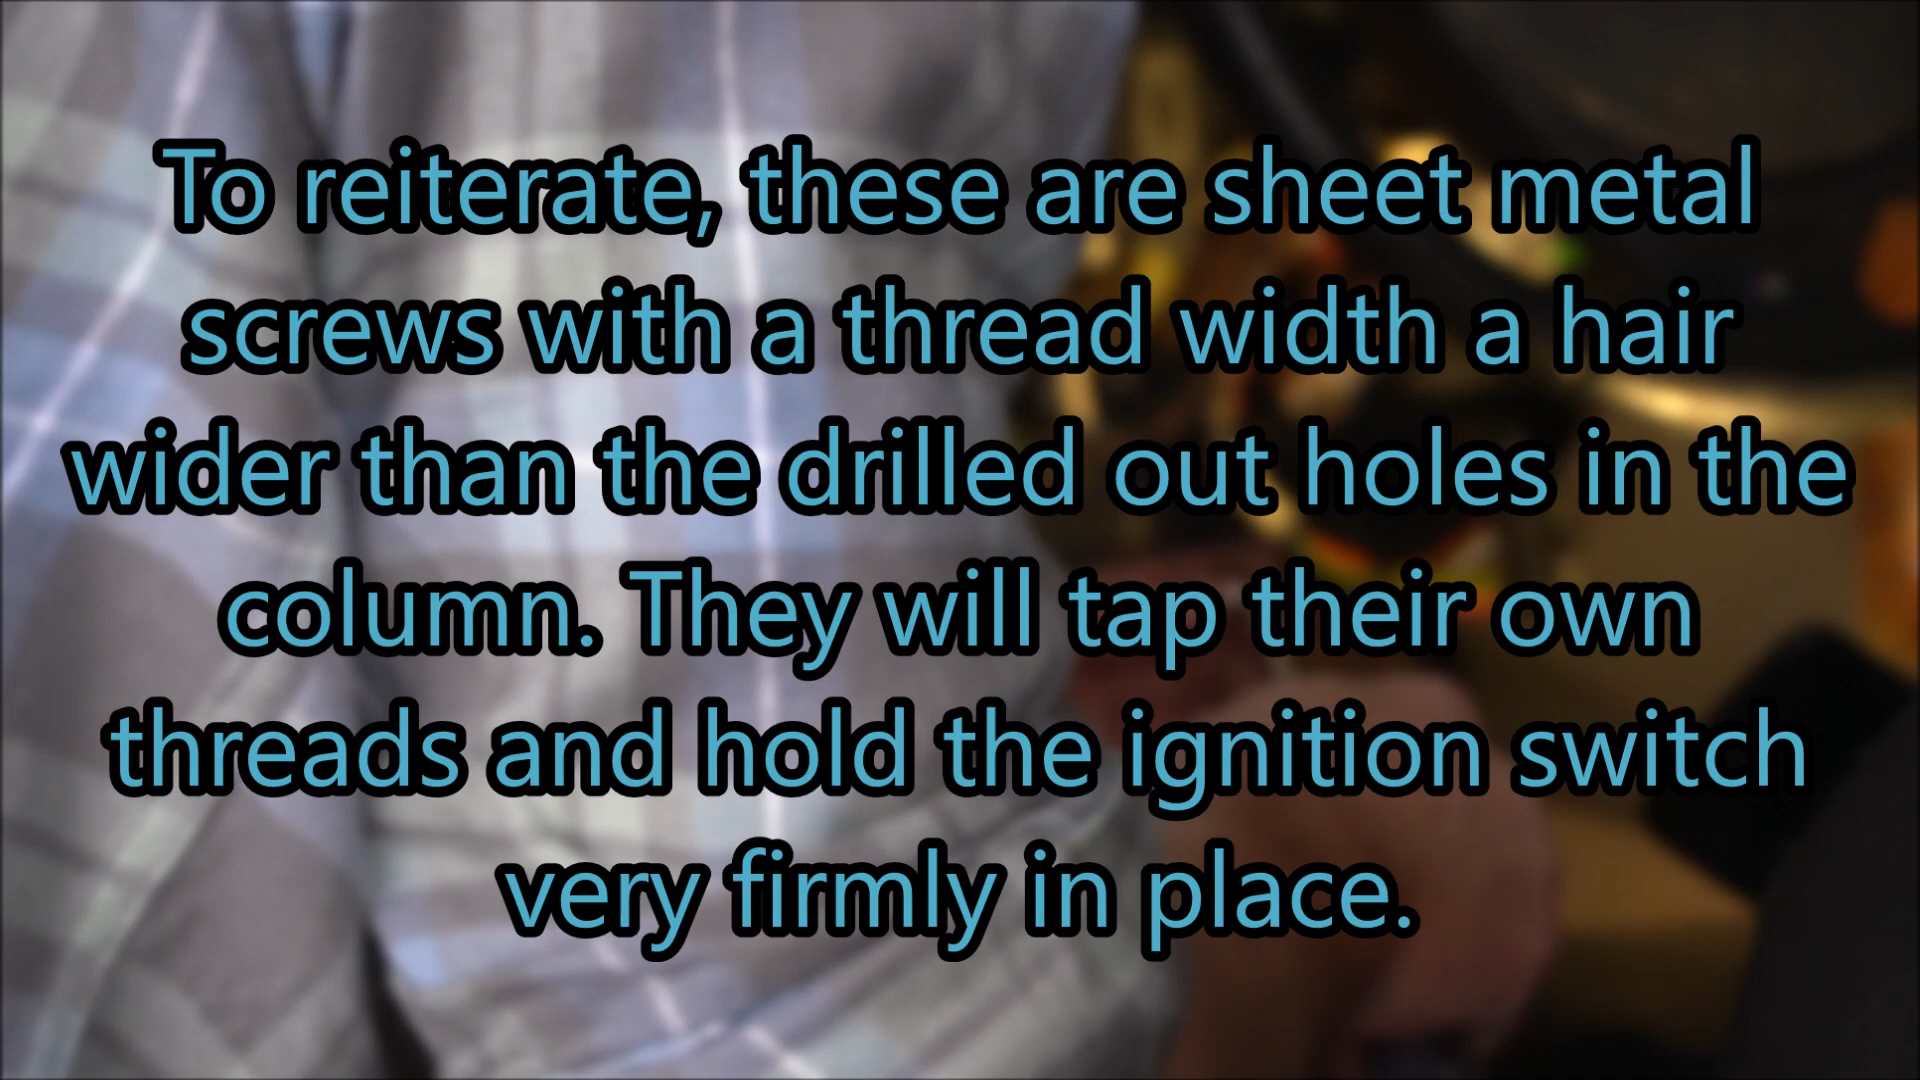 To reiterate, these are sheet metal
screws with a thread width a hair
wider than the drilled out holes in the
column. They will tap their own
threads and hold the ignition switch
very firmly in place.